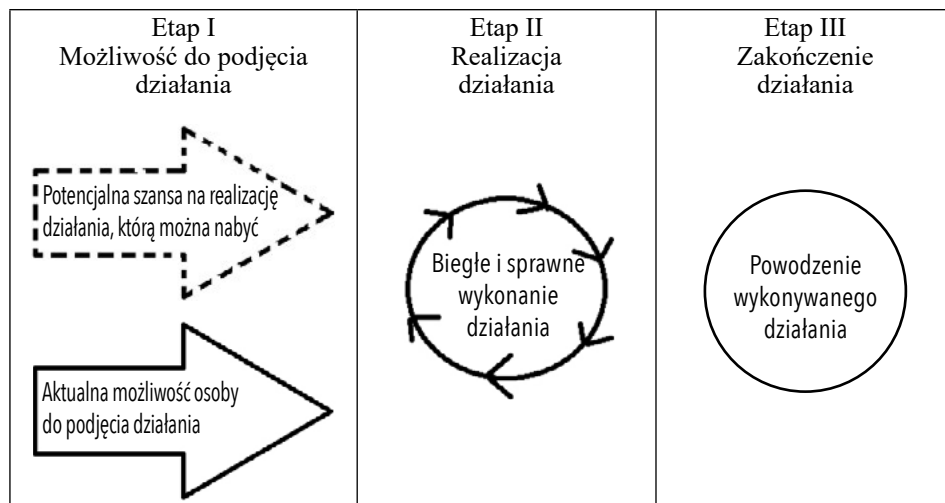 Etap I
Możliwość do podjęcia
działania
Potencjalna szansa na realizację
działania, którą można nabyć
Aktualna możliwość osoby
do podjęcia działania
Etap II
Realizacja
działania
Biegłe i sprawne
wykonanie
działania
Etap III
Zakończenie
działania
Powodzenie
wykonywanego
działania